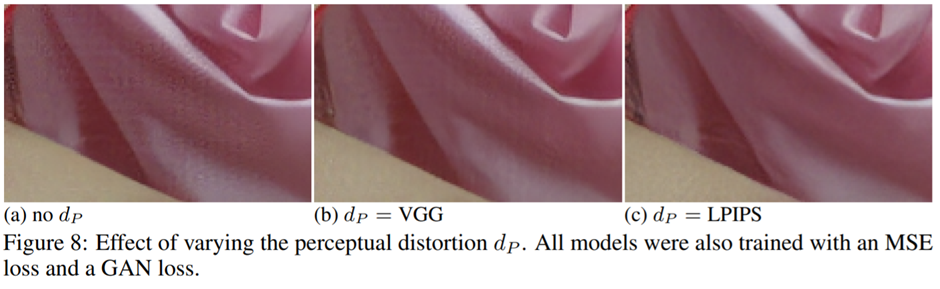 (a) no dP
(b) dP = VGG
(c) dP = LPIPS
Figure 8: Effect of varying the perceptual distortion dP. All models were also trained with an MSE
loss and a GAN loss.